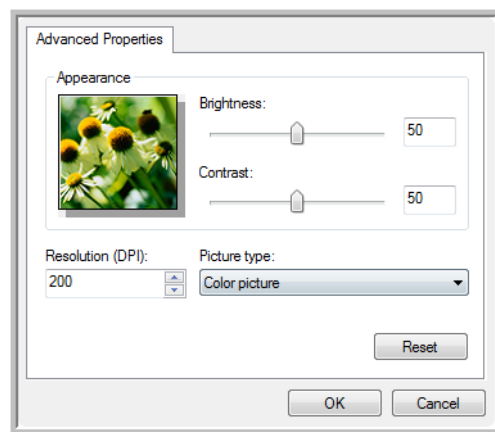 Advanced Properties
Appearance
Brightness:
50
Contrast:
50
Resolution (DPI):
Picture type:
200
Color picture
Reset
OK
Cancel